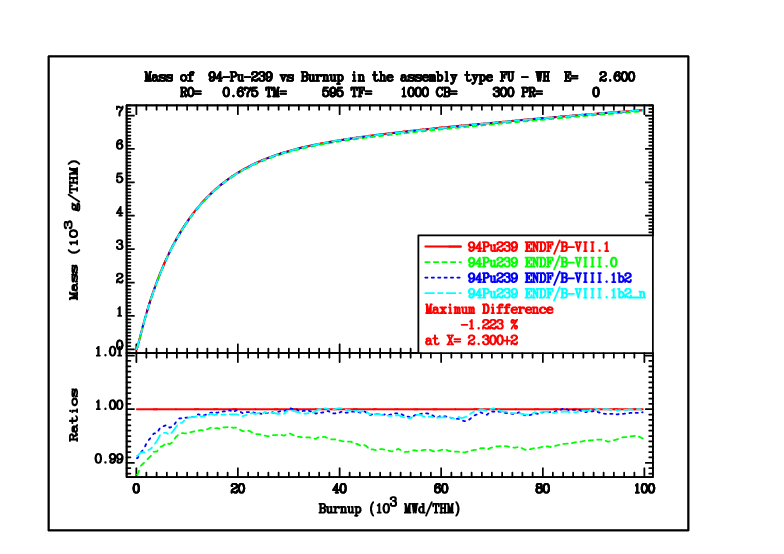 Mass of 94-Pu-239 vs Burnup in the assembly type FU - WH E= 2.600
RO= 0.675 TM= 595 TF= 1000 CB= 300 PR= 0
7
6
5
4
3
2
1
0
Mass (10³ g/THM)
94Pu239 ENDF/B-VII.1
94Pu239 ENDF/B-VIII.0
94Pu239 ENDF/B-VIII.1b2
94Pu239 ENDF/B-VIII.1b2_n
Maximum Difference
-1.223 %
at X= 2.300+2
1.01
1.00
0.99
Ratios
0 20 40 60 80 100
Burnup (10³ MWd/THM)